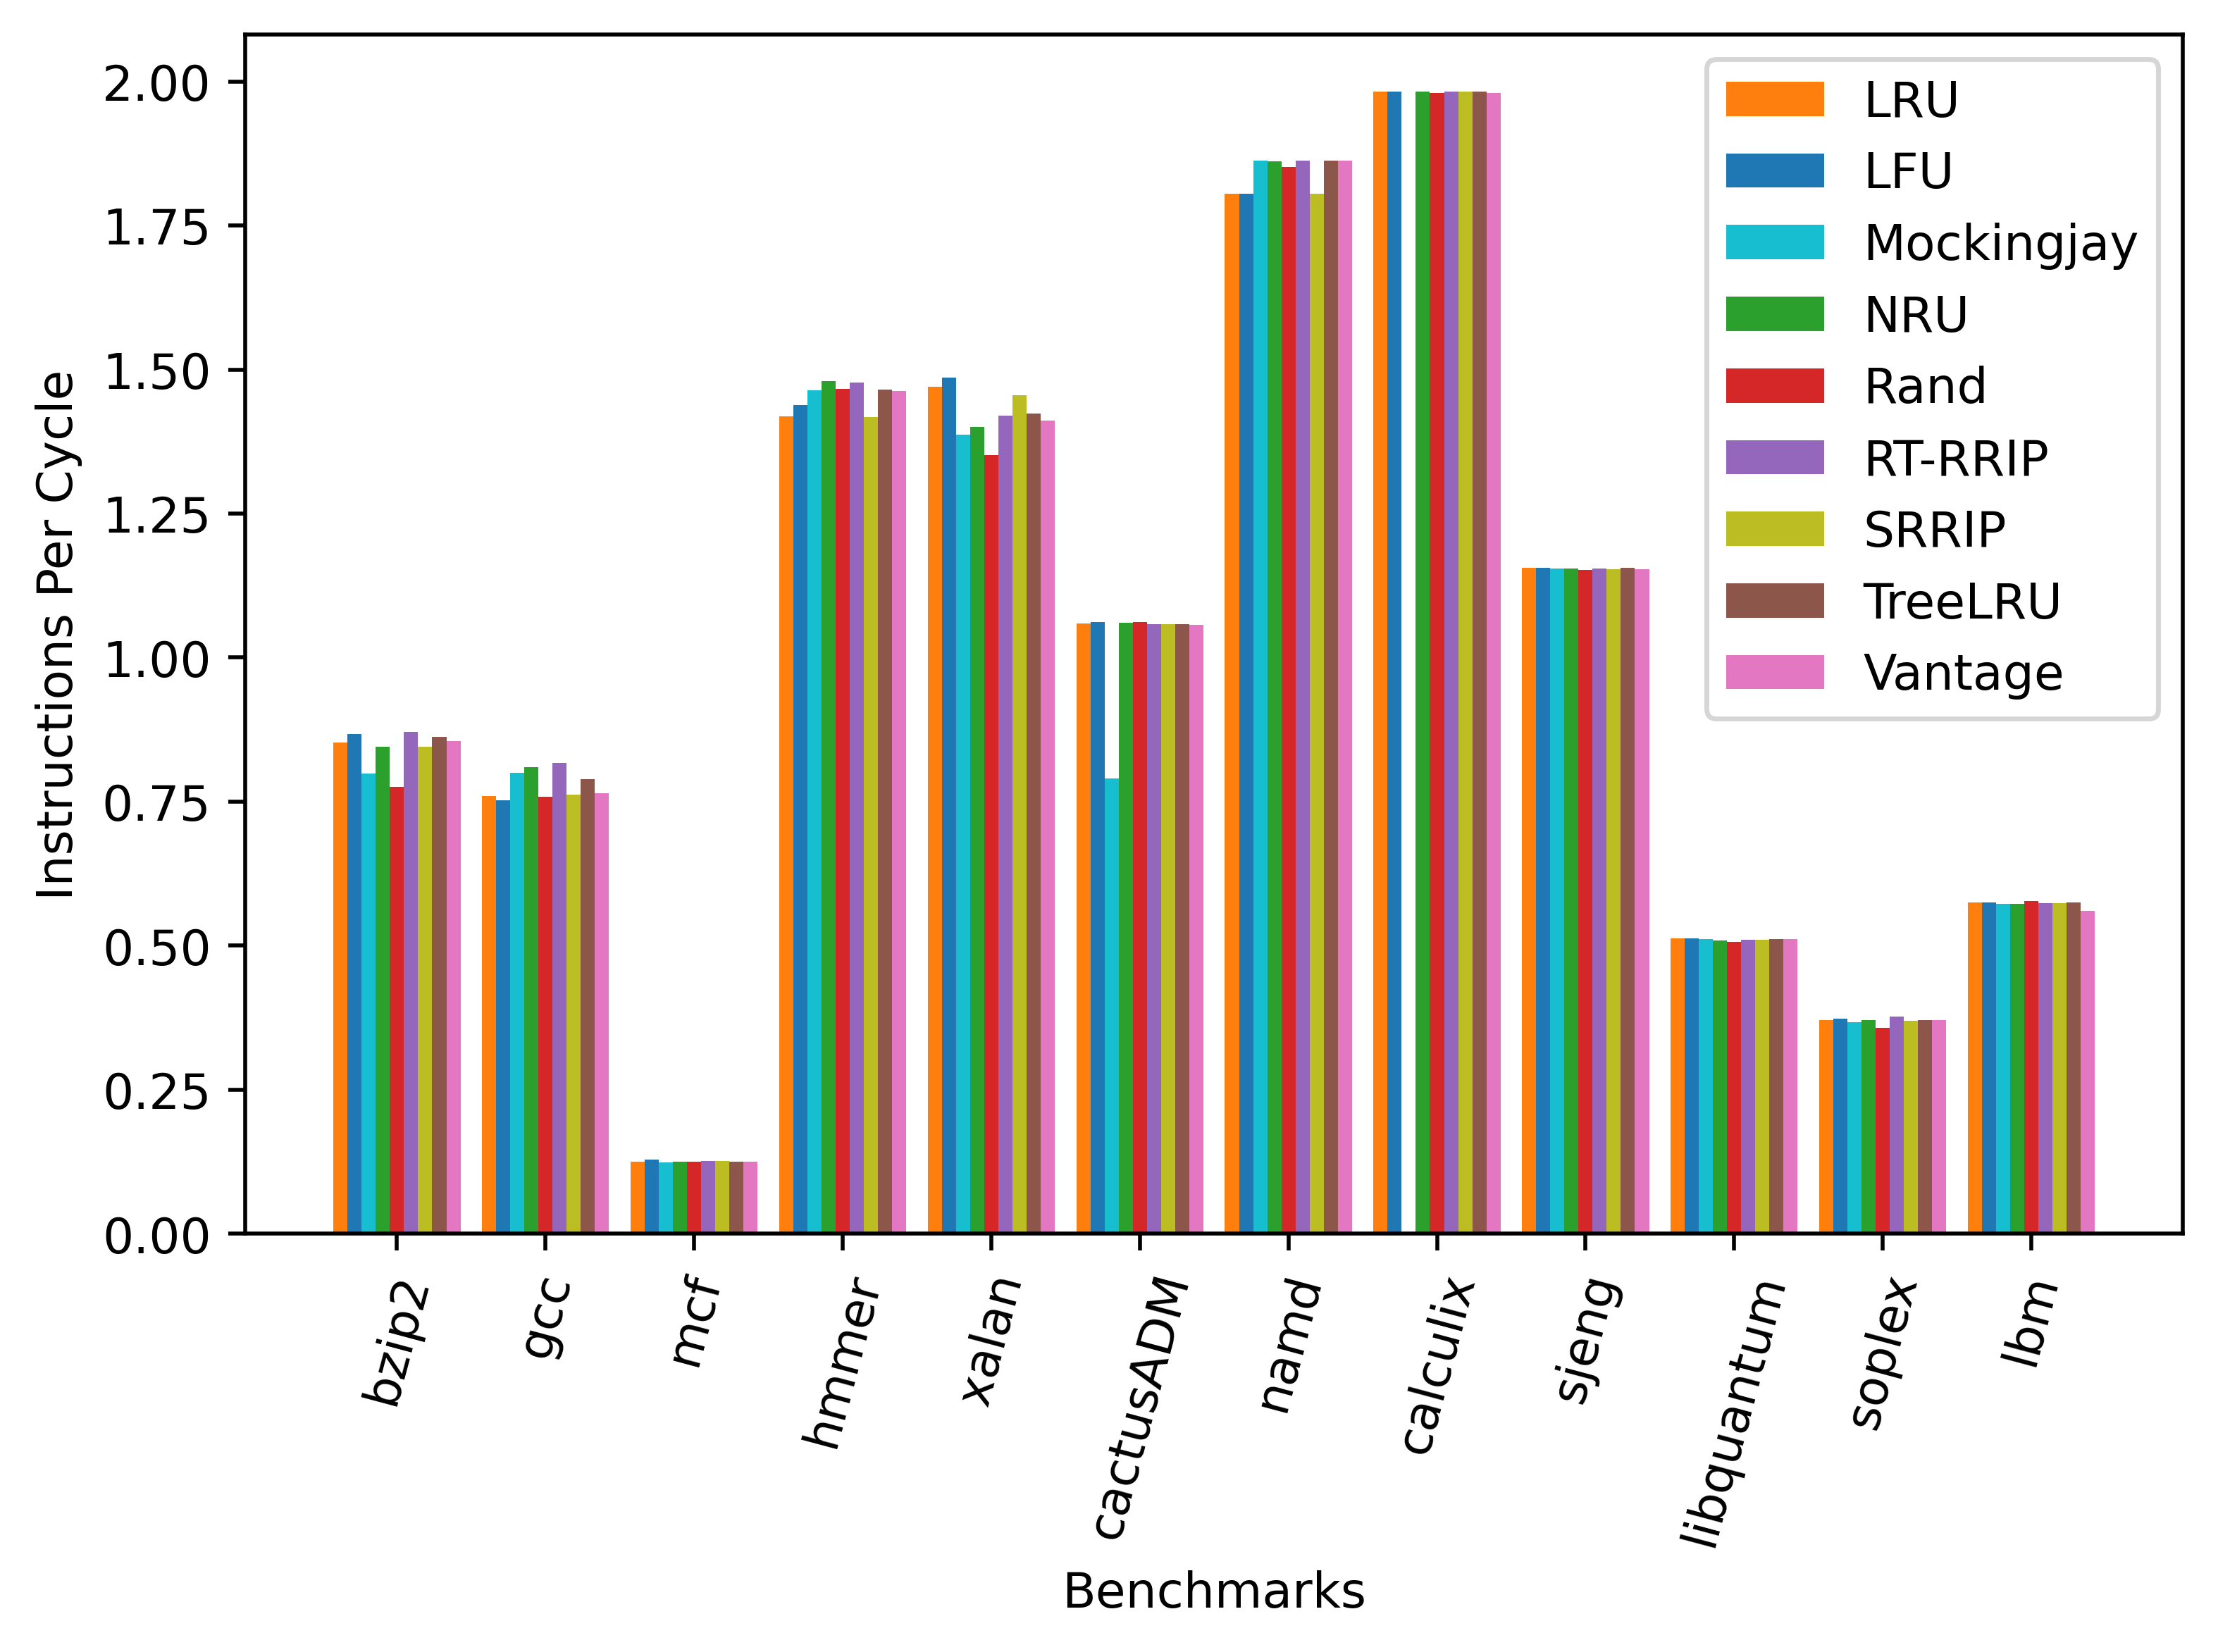 Instructions Per Cycle
2.00
1.75
1.50
1.25
1.00
0.75
0.50
0.25
0.00
LRU
LFU
Mockingjay
NRU
Rand
RT-RRIP
SRRIP
TreeLRU
Vantage
bzip2
gcc
mcf
hmmer
xalan
cactusADM
namd
calculix
sjeng
libquantum
soplex
lbm
Benchmarks